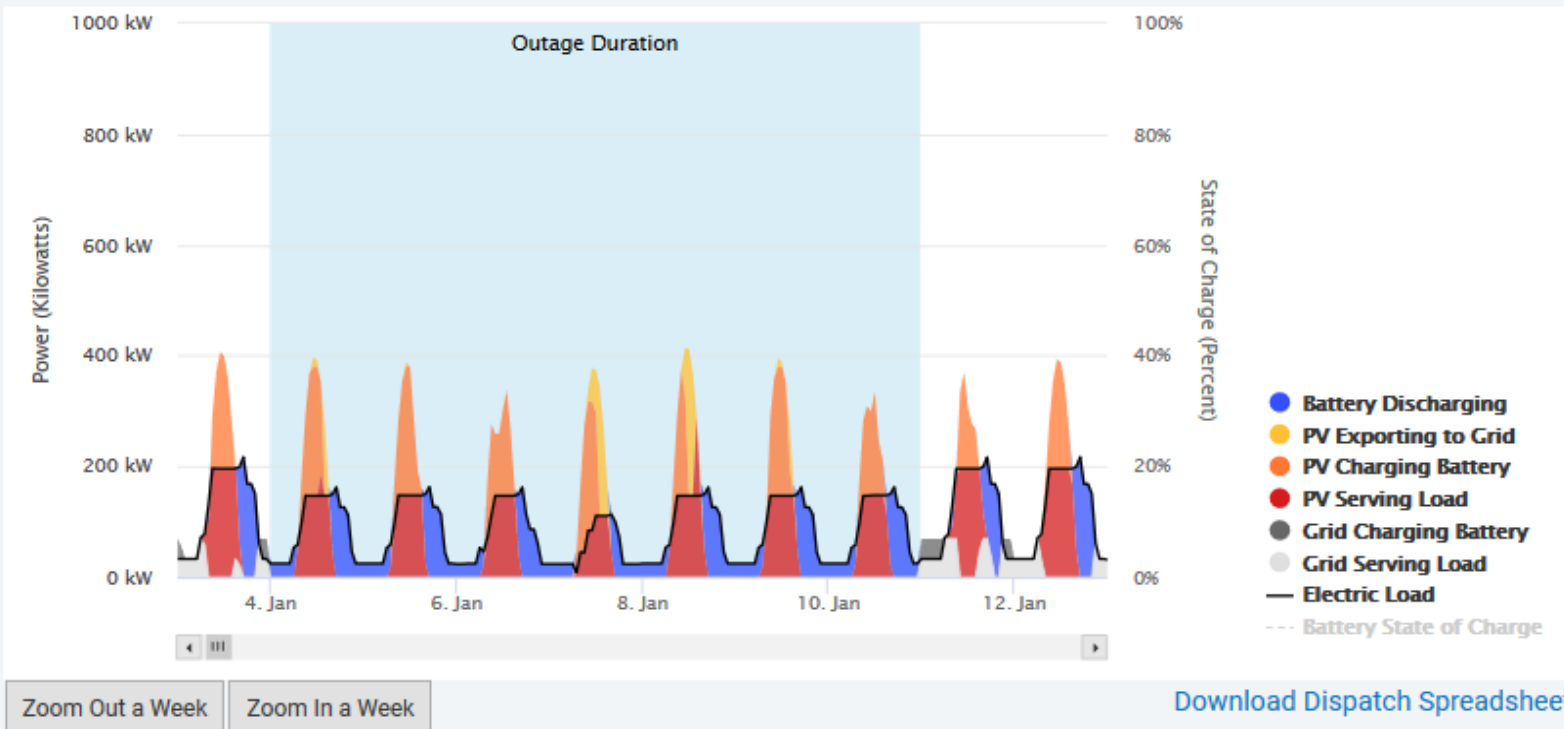 1000 kW
100%
Outage Duration
800 kW
80%
600 kW
60%
400 kW
40%
200 kW
20%
0 kW
0%
Power (Kilowatts)
State of Charge (Percent)
4. Jan
6. Jan
8. Jan
10. Jan
12. Jan
Battery Discharging
PV Exporting to Grid
PV Charging Battery
PV Serving Load
Grid Charging Battery
Grid Serving Load
Electric Load
Battery State of Charge
Zoom Out a Week
Zoom In a Week
Download Dispatch Spreadshee